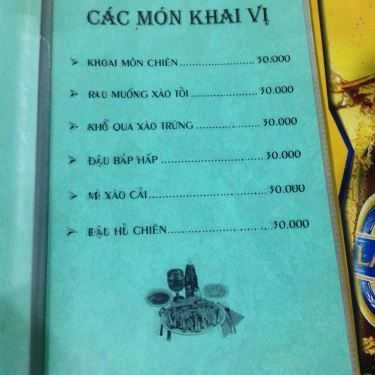 CÁC MÓN KHAI VỊ
➢ KHOAI MÔN CHIÊN........................30.000
➢ RAU MUỐNG XÀO TỎI........................30.000
➢ KHỔ QUA XÀO TRỨNG........................30.000
➢ ĐẬU BẮP HẤP........................30.000
➢ MÌ XÀO CẢI........................30.000
➢ ĐẬU HỦ CHIÊN........................30.000